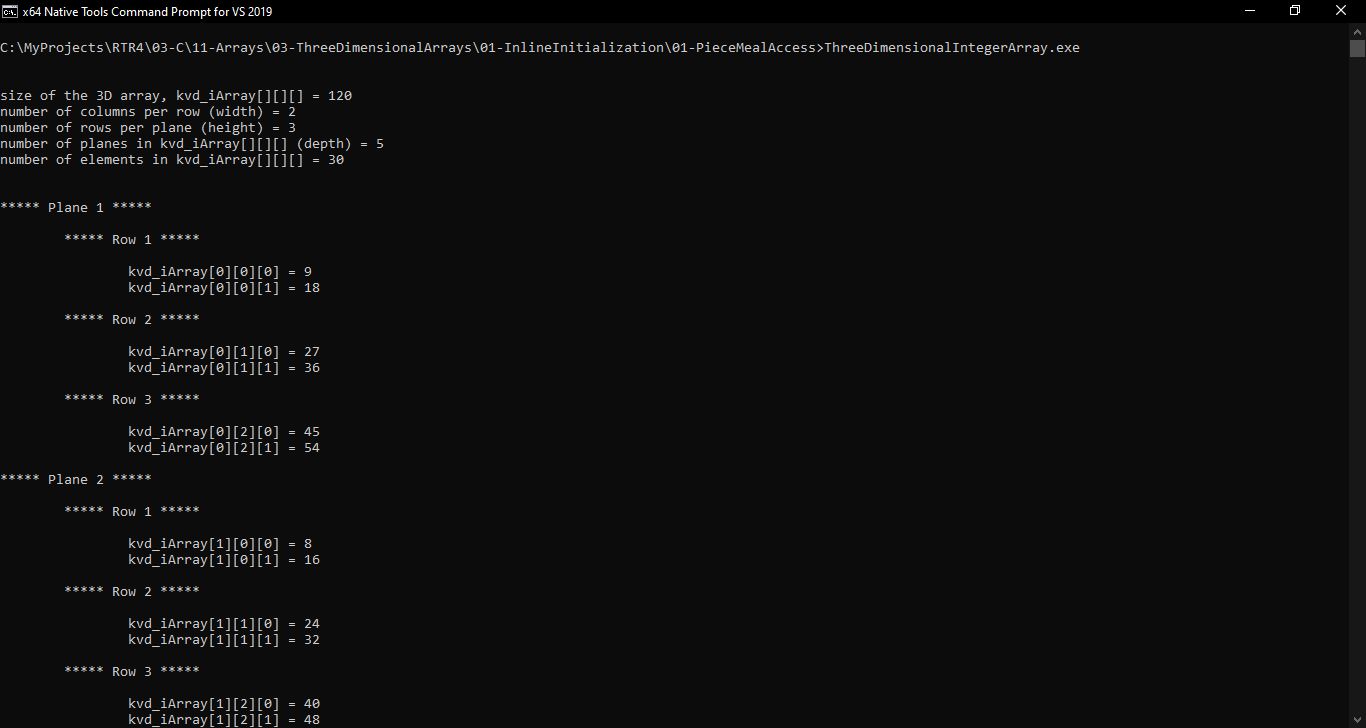 x64 Native Tools Command Prompt for VS 2019
C:\MyProjects\RTR4\03-C\11-Arrays\03-ThreeDimensionalArrays\01-InlineInitialization\01-PieceMealAccess>ThreeDimensionalIntegerArray.exe
size of the 3D array, kvd_iArray[][][] = 120
number of columns per row (width) = 2
number of rows per plane (height) = 3
number of planes in kvd_iArray[][][] (depth) = 5
number of elements in kvd_iArray[][][] = 30
***** Plane 1 *****
***** Row 1 *****
kvd_iArray[0][0][0] = 9
kvd_iArray[0][0][1] = 18
***** Row 2 *****
kvd_iArray[0][1][0] = 27
kvd_iArray[0][1][1] = 36
***** Row 3 *****
kvd_iArray[0][2][0] = 45
kvd_iArray[0][2][1] = 54
***** Plane 2 *****
***** Row 1 *****
kvd_iArray[1][0][0] = 8
kvd_iArray[1][0][1] = 16
***** Row 2 *****
kvd_iArray[1][1][0] = 24
kvd_iArray[1][1][1] = 32
***** Row 3 *****
kvd_iArray[1][2][0] = 40
kvd_iArray[1][2][1] = 48